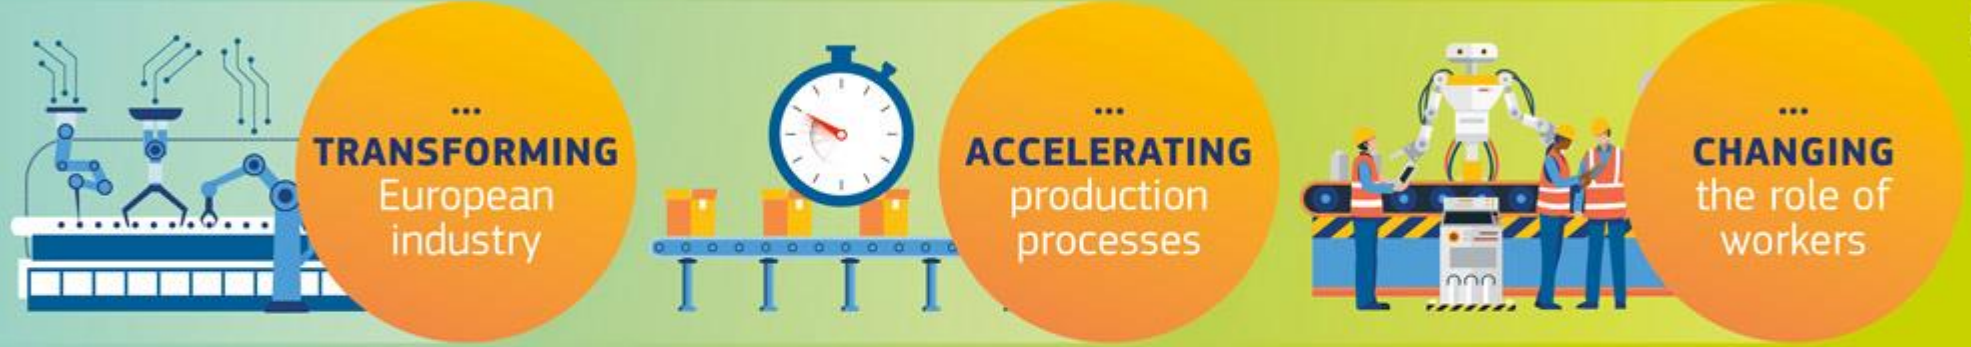 ...
TRANSFORMING
European
industry
...
ACCELERATING
production
processes
...
CHANGING
the role of
workers